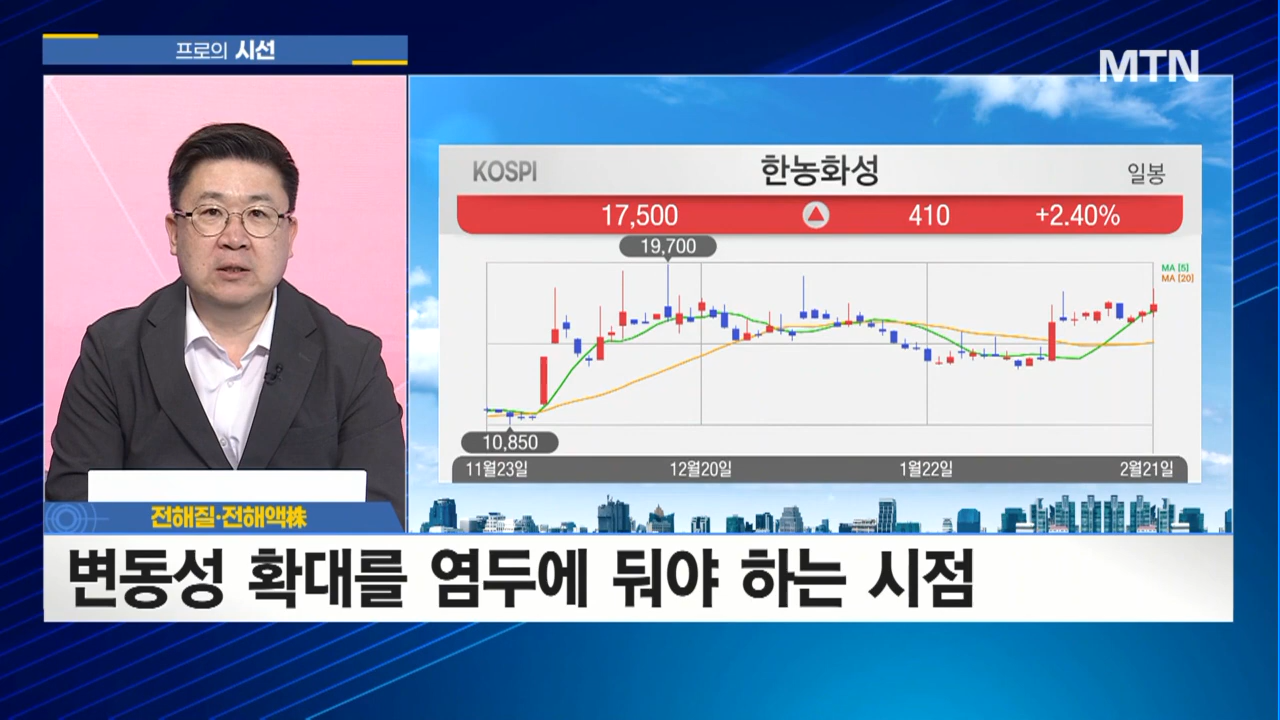 프로의 시선
MTN
KOSPI 한농화성 일봉
17,500 410 +2.40%
19,700
MA [5]
MA [20]
10,850
11월23일 12월20일 1월22일 2월21일
전해질·전해액株
변동성 확대를 염두에 둬야 하는 시점